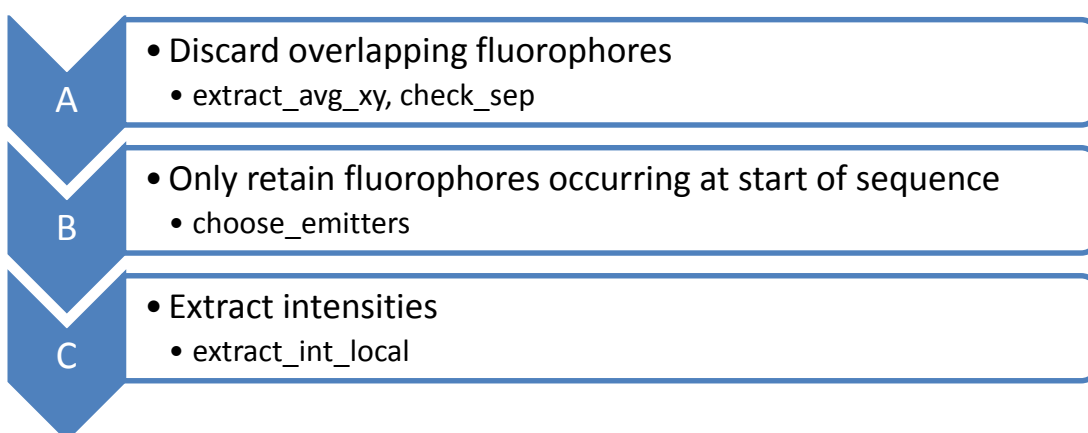 A
• Discard overlapping fluorophores
• extract_avg_xy, check_sep
B
• Only retain fluorophores occurring at start of sequence
• choose_emitters
C
• Extract intensities
• extract_int_local